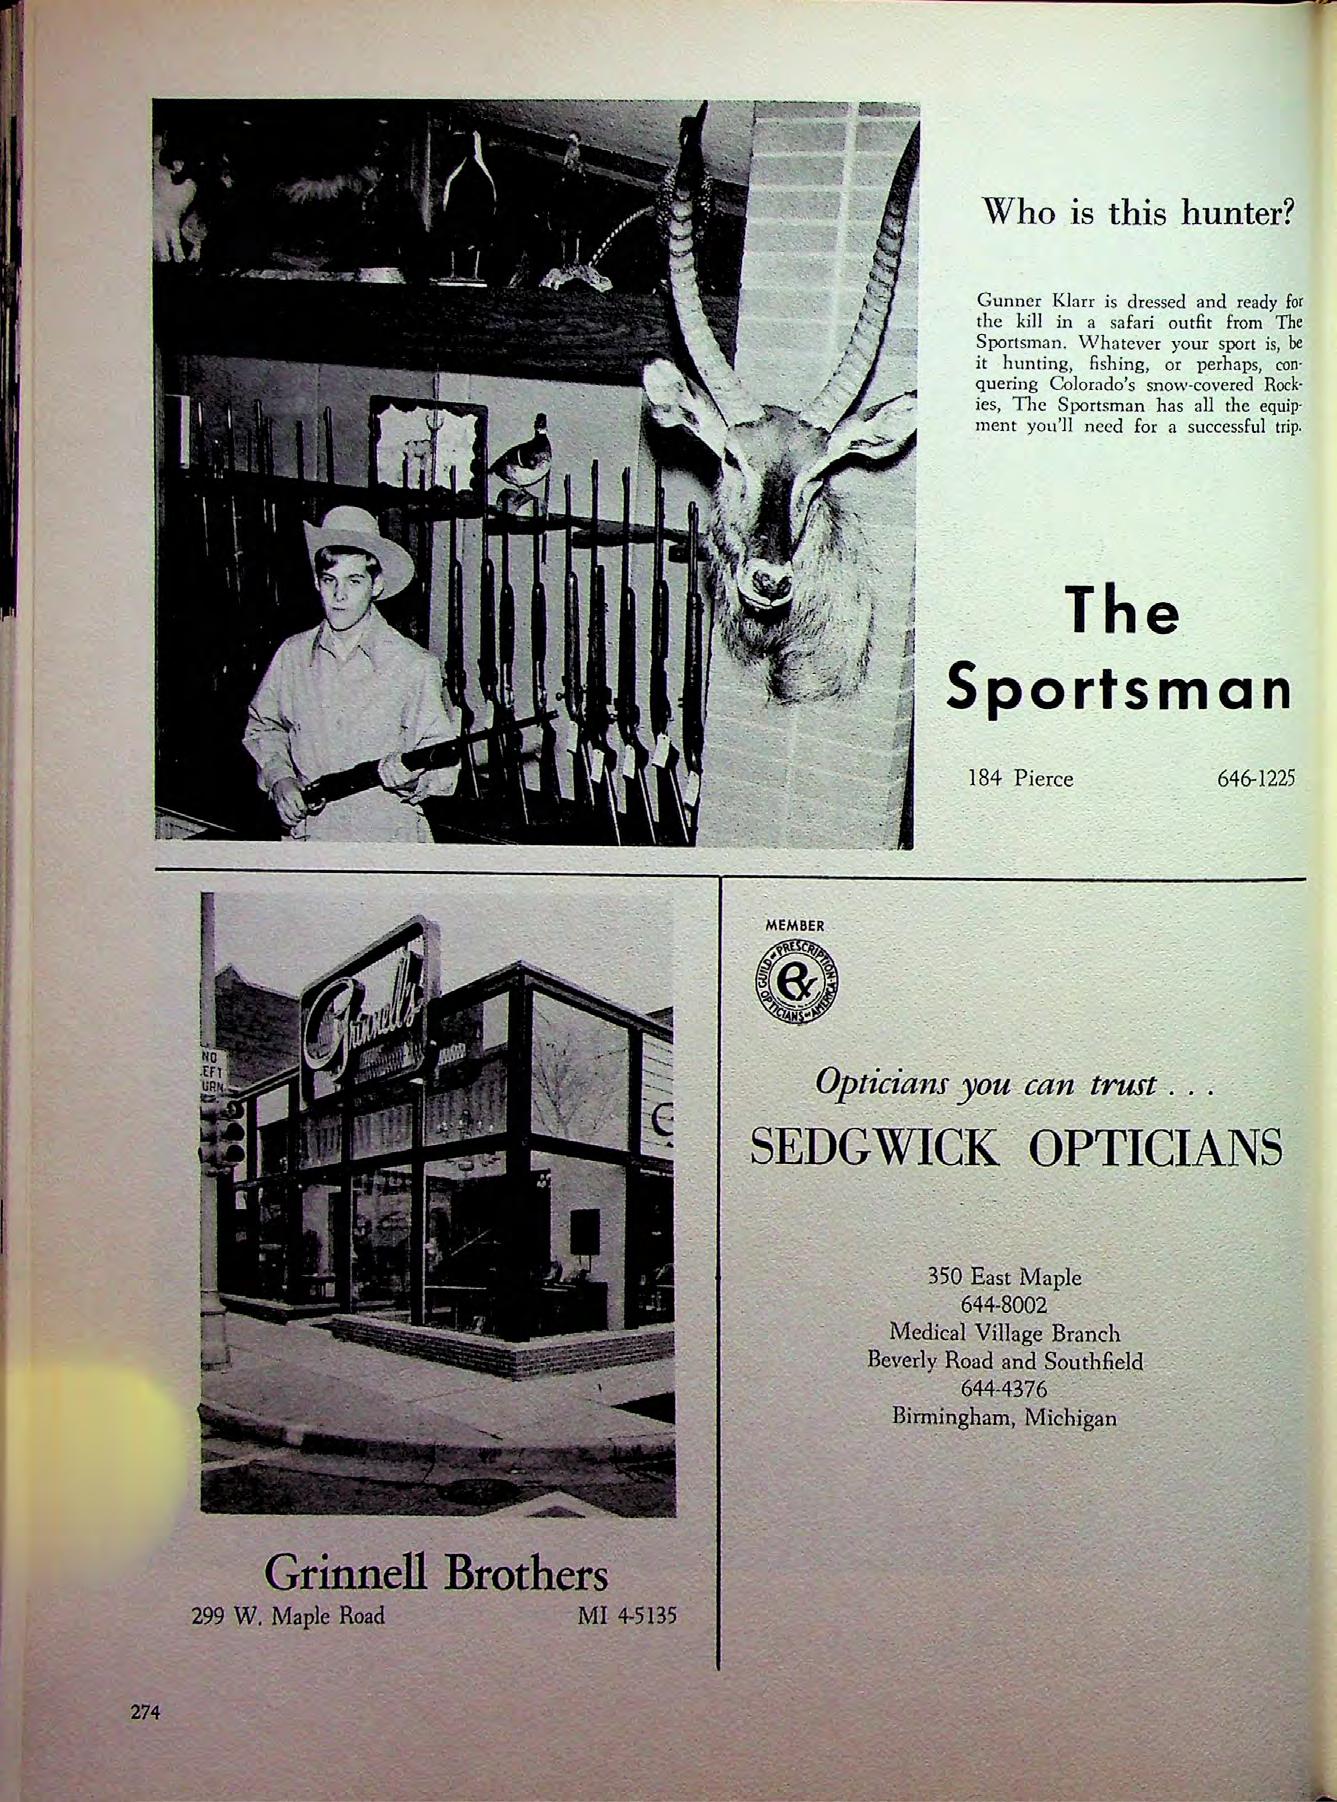 Who is this hunter?
Gunner Klarr is dressed and ready for
the kill in a safari outfit from The
Sportsman. Whatever your sport is, be
it hunting, fishing, or perhaps, con-
quering Colorado's snow-covered Rock-
ies, The Sportsman has all the equip-
ment you'll need for a successful trip.
The
Sportsman
184 Pierce 646-1225
Grinnell's
NO
LEFT
TURN
G
Grinnell Brothers
299 W. Maple Road MI 4-5135
MEMBER
GUILD OF PRESCRIPTION
OPTICIANS OF AMERICA
Rx
Opticians you can trust . . .
SEDGWICK OPTICIANS
350 East Maple
644-8002
Medical Village Branch
Beverly Road and Southfield
644-4376
Birmingham, Michigan
274